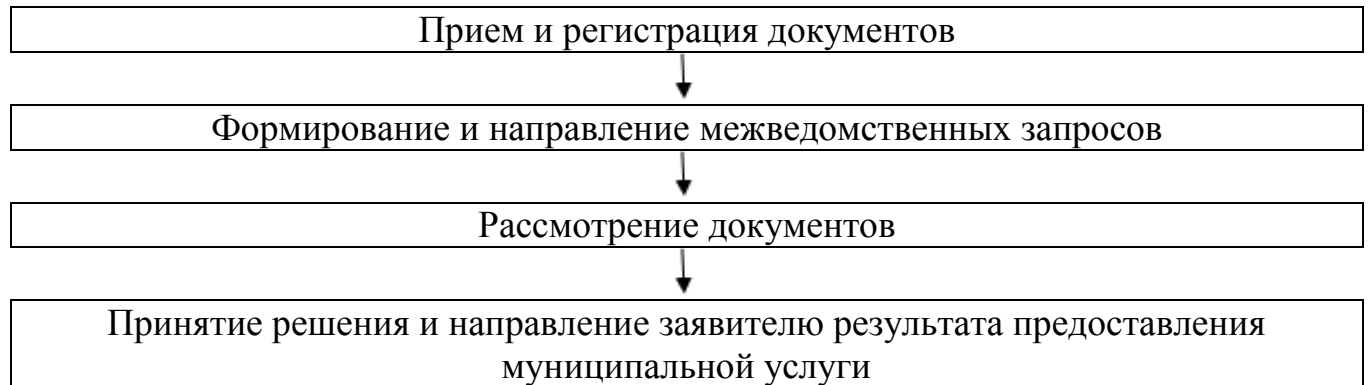 Прием и регистрация документов
Формирование и направление межведомственных запросов
Рассмотрение документов
Принятие решения и направление заявителю результата предоставления
муниципальной услуги